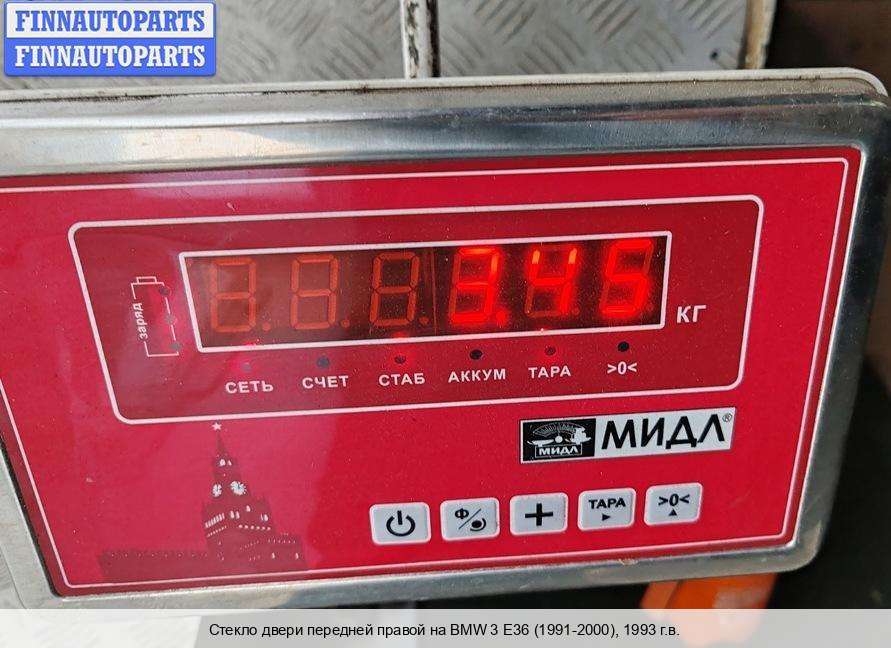 FINNAUTOPARTS
FINNAUTOPARTS
заряд
3.45 КГ
СЕТЬ СЧЕТ СТАБ АККУМ ТАРА >0<
МИДЛ МИДЛ®
Ф ТАРА >0<
Стекло двери передней правой на BMW 3 E36 (1991-2000), 1993 г.в.